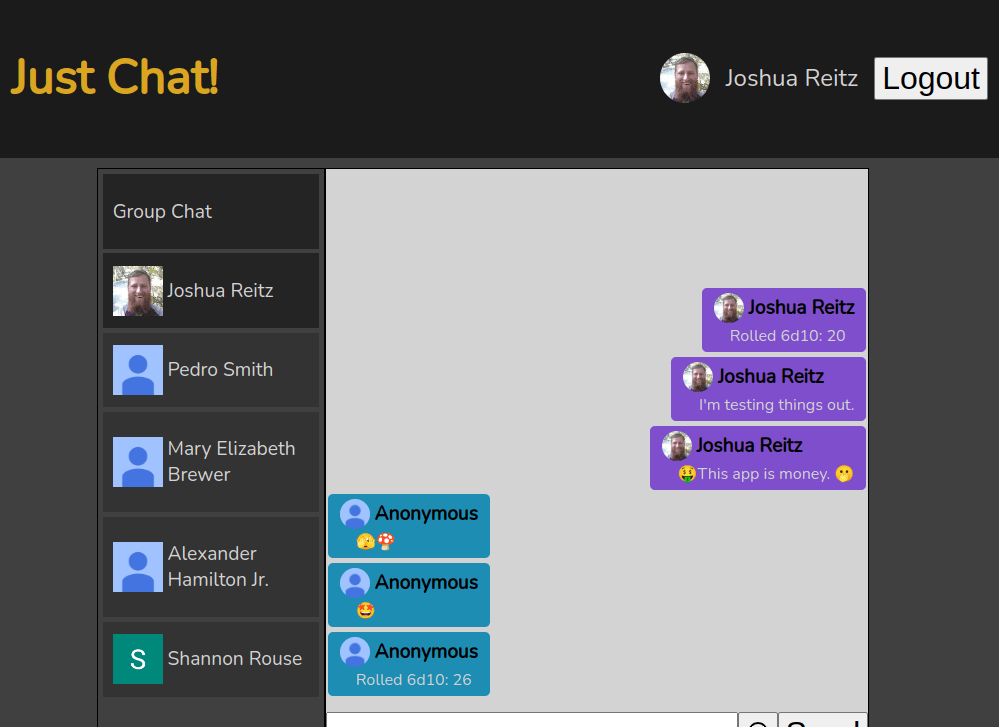 Just Chat!
Joshua Reitz
Logout
Group Chat
Joshua Reitz
Pedro Smith
Mary Elizabeth
Brewer
Alexander
Hamilton Jr.
S
Shannon Rouse
Joshua Reitz
Rolled 6d10: 20
Joshua Reitz
I'm testing things out.
Joshua Reitz
🤑This app is money. 🫢
Anonymous
🫣🍄
Anonymous
🤩
Anonymous
Rolled 6d10: 26